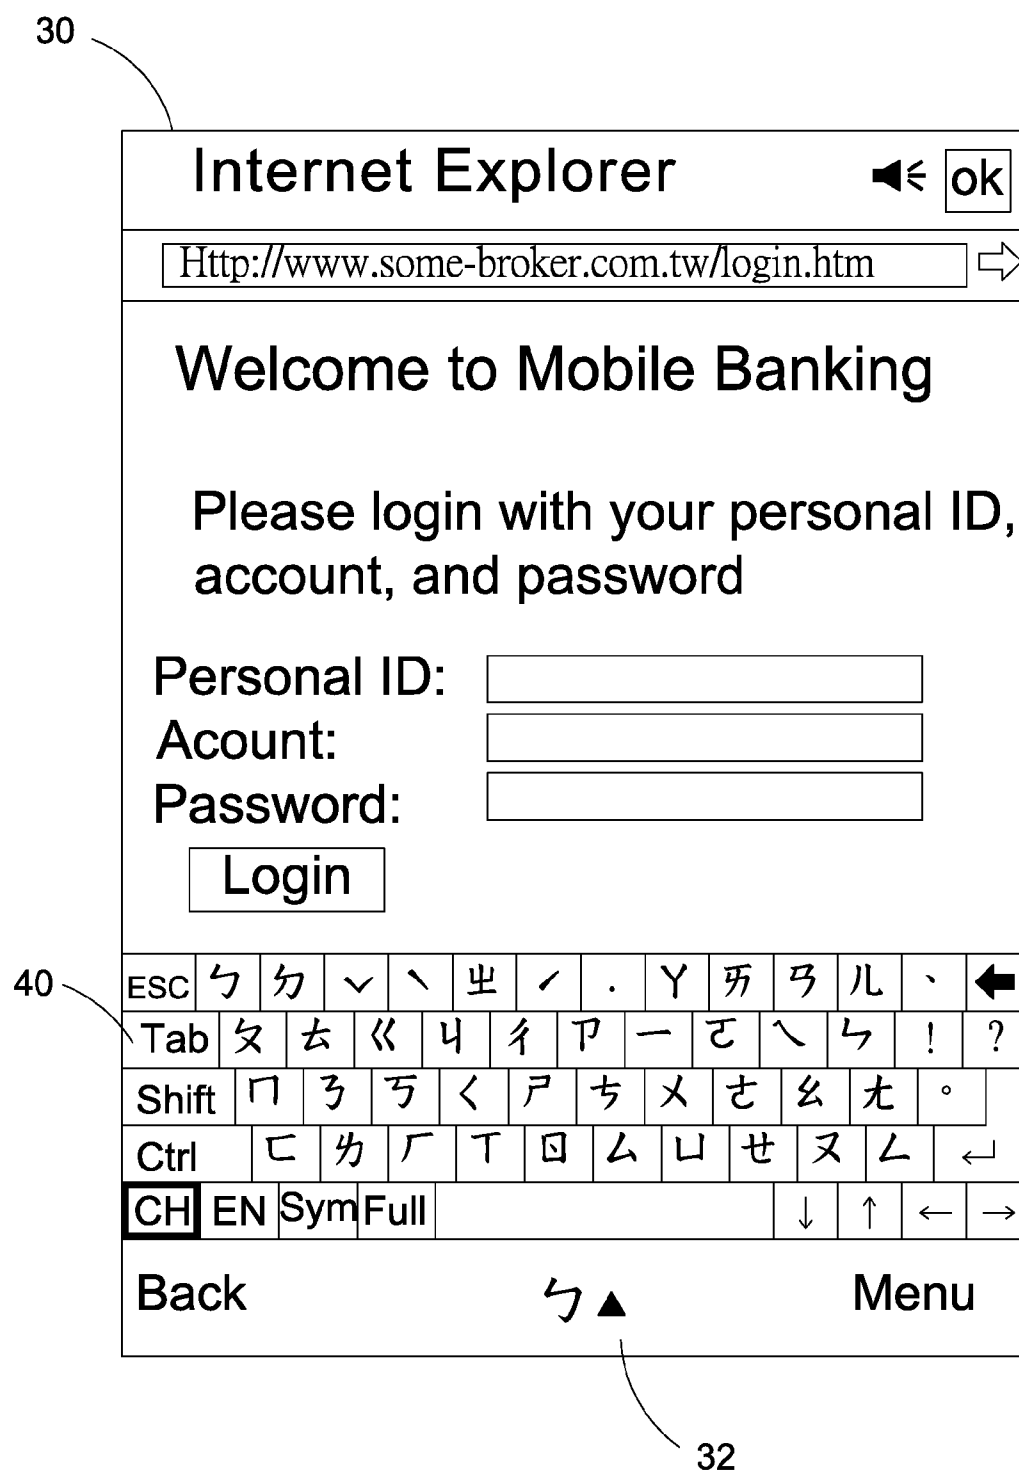 30
Internet Explorer ok
Http://www.some-broker.com.tw/login.htm
Welcome to Mobile Banking
Please login with your personal ID,
account, and password
Personal ID:
Acount:
Password:
Login
40
ESC ㄅ ㄉ ˇ ˋ ㄓ ˊ ˙ ㄚ ㄞ ㄢ ㄦ 、
Tab ㄆ ㄊ ㄍ ㄐ ㄔ ㄗ ㄧ ㄛ ㄟ ㄣ ! ?
Shift ㄇ ㄋ ㄎ ㄑ ㄕ ㄘ ㄨ ㄜ ㄠ ㄤ 。
Ctrl ㄈ ㄌ ㄏ ㄒ ㄖ ㄙ ㄩ ㄝ ㄡ ㄥ ↵
CH EN Sym Full ↓ ↑ ← →
Back ㄅ▲ Menu
32